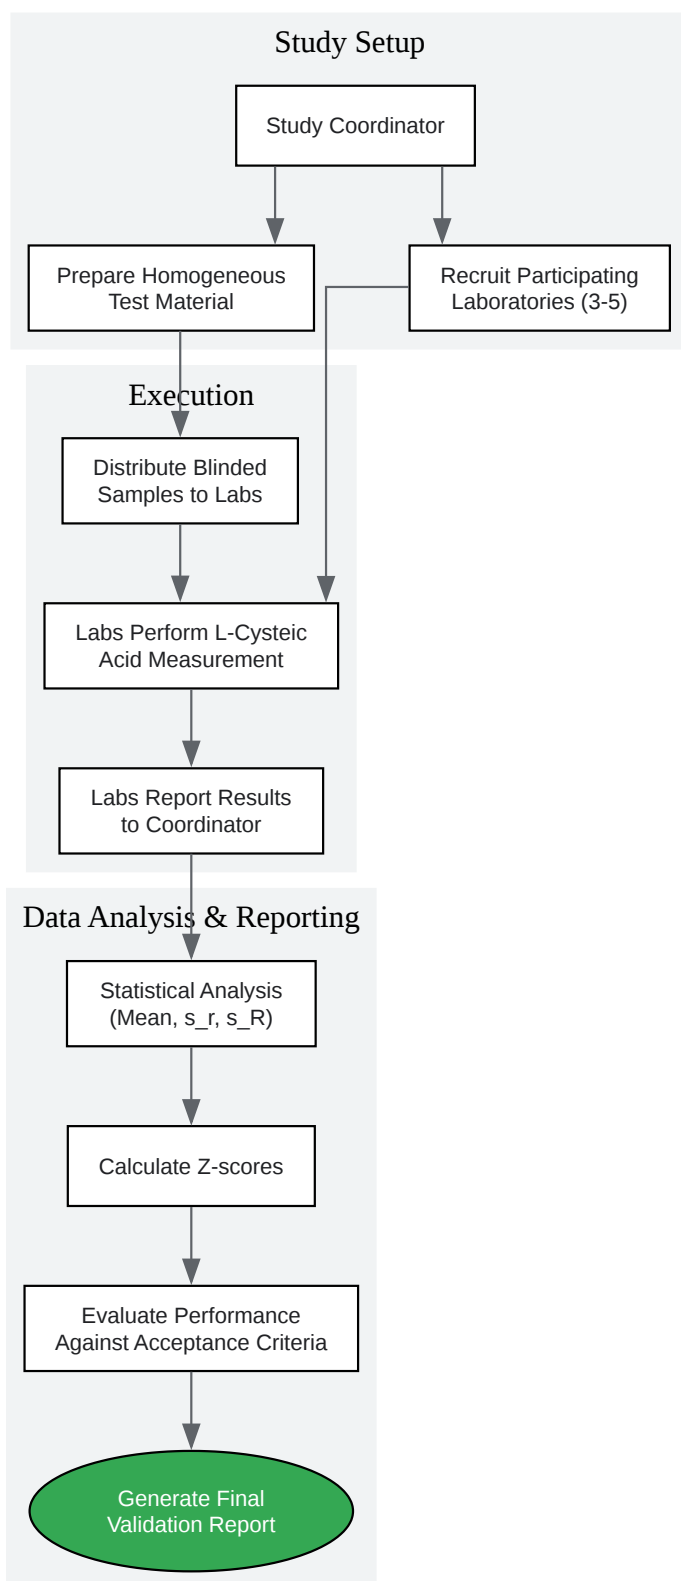 Study Setup
Study Coordinator
Prepare Homogeneous
Test Material
Recruit Participating
Laboratories (3-5)
Execution
Distribute Blinded
Samples to Labs
Labs Perform L-Cysteic
Acid Measurement
Labs Report Results
to Coordinator
Data Analysis & Reporting
Statistical Analysis
(Mean, s_r, s_R)
Calculate Z-scores
Evaluate Performance
Against Acceptance Criteria
Generate Final
Validation Report